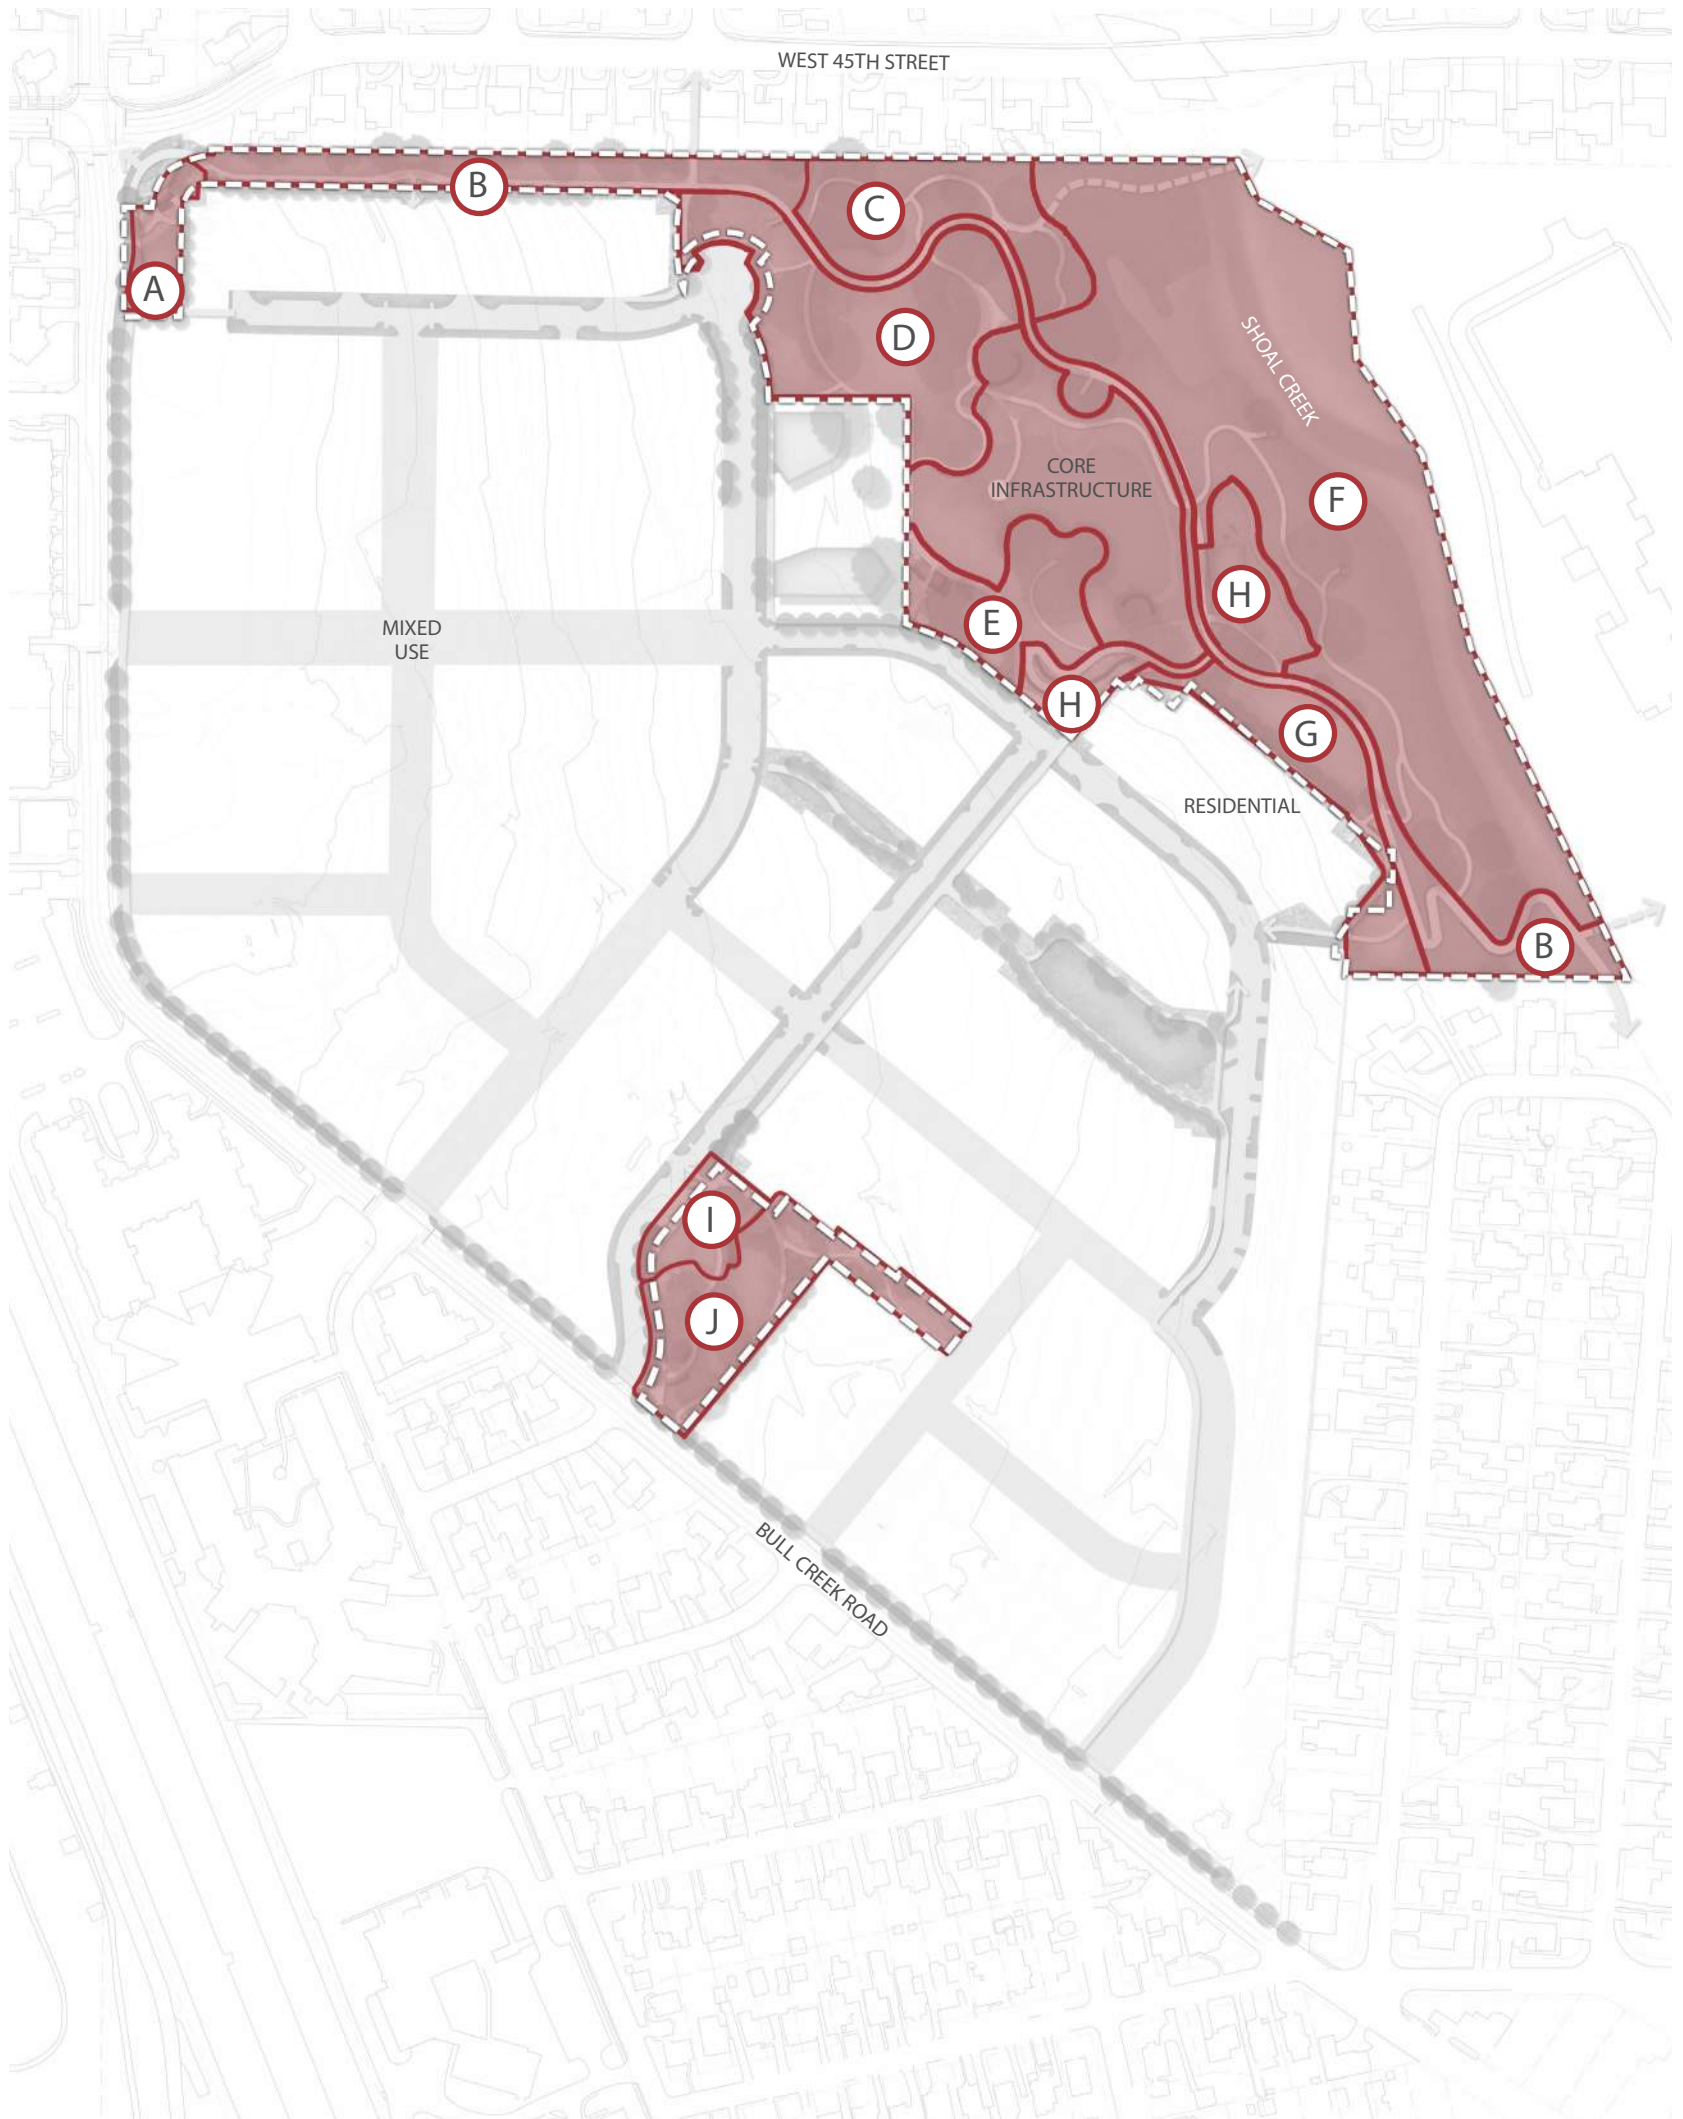 WEST 45TH STREET
B
C
A
D
SHOAL CREEK
CORE
INFRASTRUCTURE
F
H
E
MIXED
USE
H
G
RESIDENTIAL
B
I
J
BULL CREEK ROAD